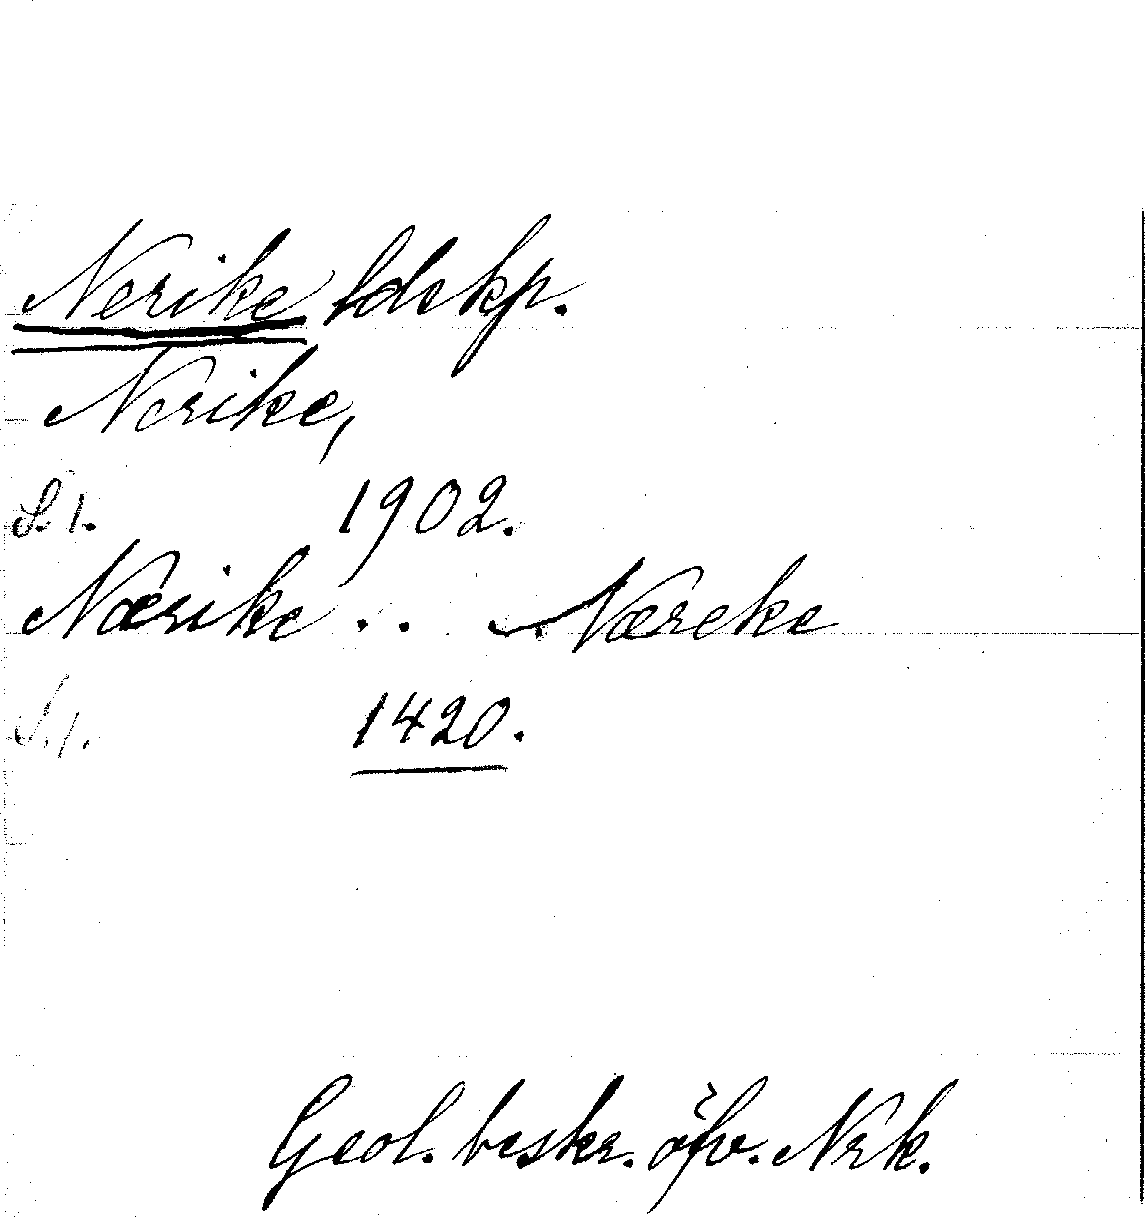 Nerike ldskp.
Nerike,
S. 1. 1902.
Nærike . . Næreke
S. 1. 1420.
Geol. beskr. öfv. Nrk.